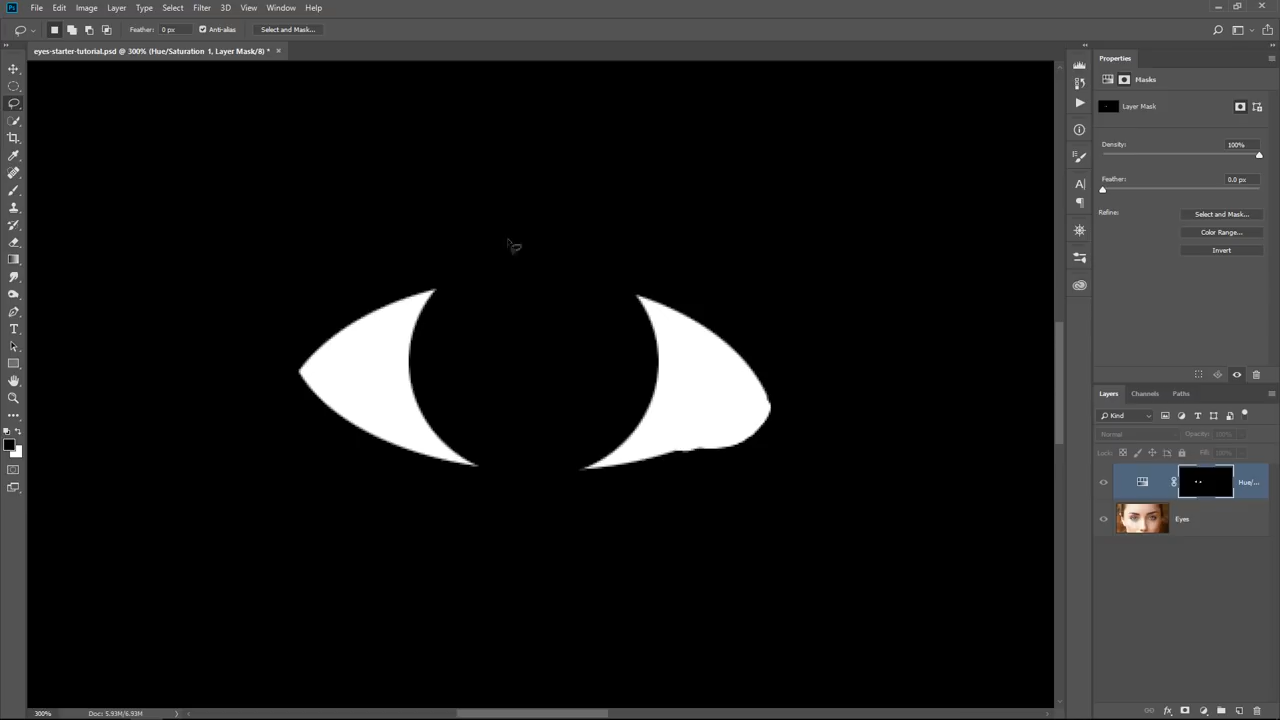 Ps File Edit Image Layer Type Select Filter 3D View Window Help
Feather: 0 px Anti-alias Select and Mask...
eyes-starter-tutorial.psd @ 300% (Hue/Saturation 1, Layer Mask/8) * ×
Properties
Masks
Layer Mask
Density: 100%
Feather: 0.0 px
Refine: Select and Mask...
Color Range...
Invert
Layers Channels Paths
Kind
Normal Opacity: 100%
Lock: Fill: 100%
Hue/...
Eyes
300% Doc: 5.93M/6.93M